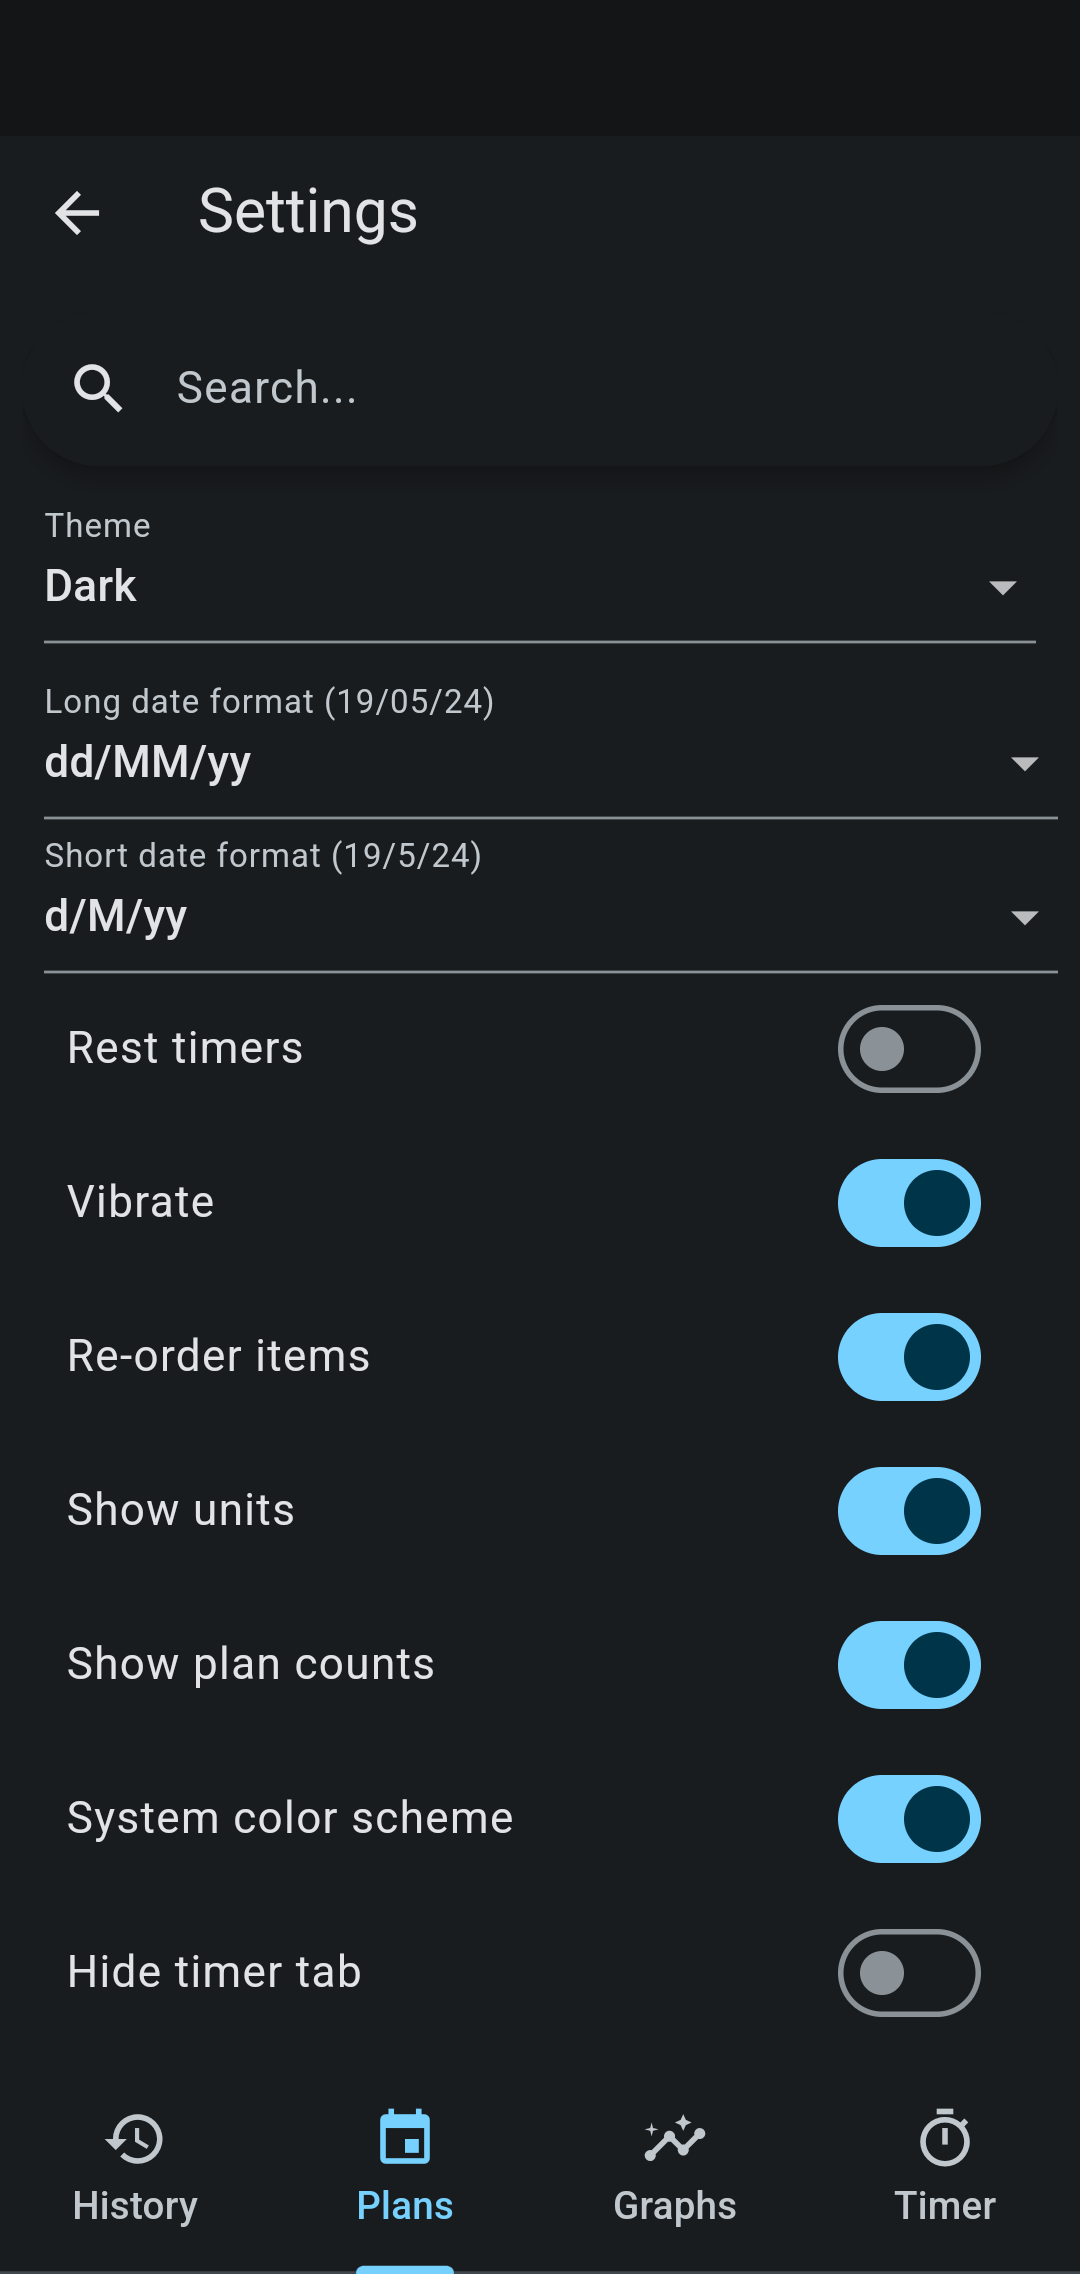 Settings
Search...
Theme
Dark
Long date format (19/05/24)
dd/MM/yy
Short date format (19/5/24)
d/M/yy
Rest timers
Vibrate
Re-order items
Show units
Show plan counts
System color scheme
Hide timer tab
History Plans Graphs Timer